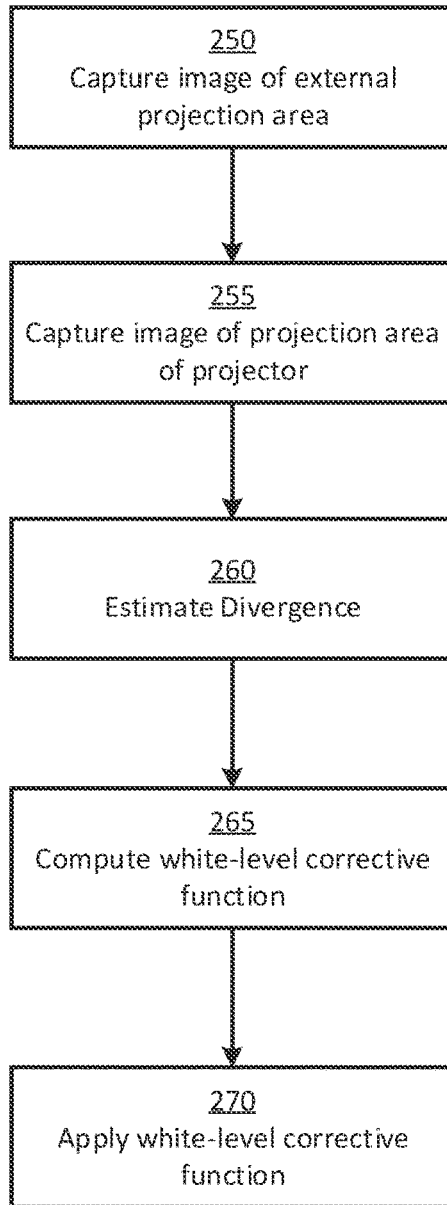 250
Capture image of external
projection area
255
Capture image of projection area
of projector
260
Estimate Divergence
265
Compute white-level corrective
function
270
Apply white-level corrective
function